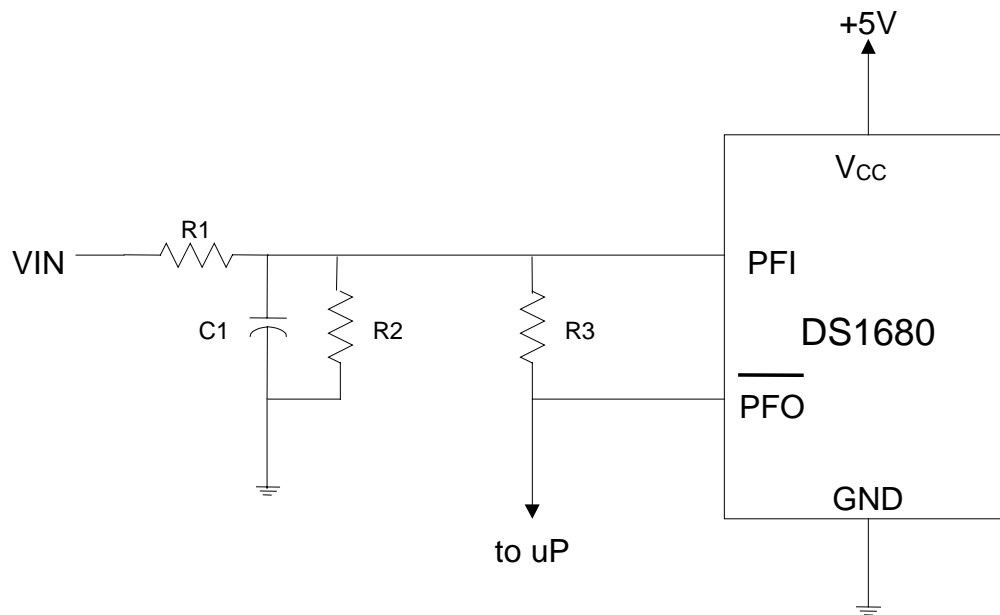 +5V
VCC
R1
VIN
PFI
C1
R2
R3
DS1680
PFO
GND
to uP